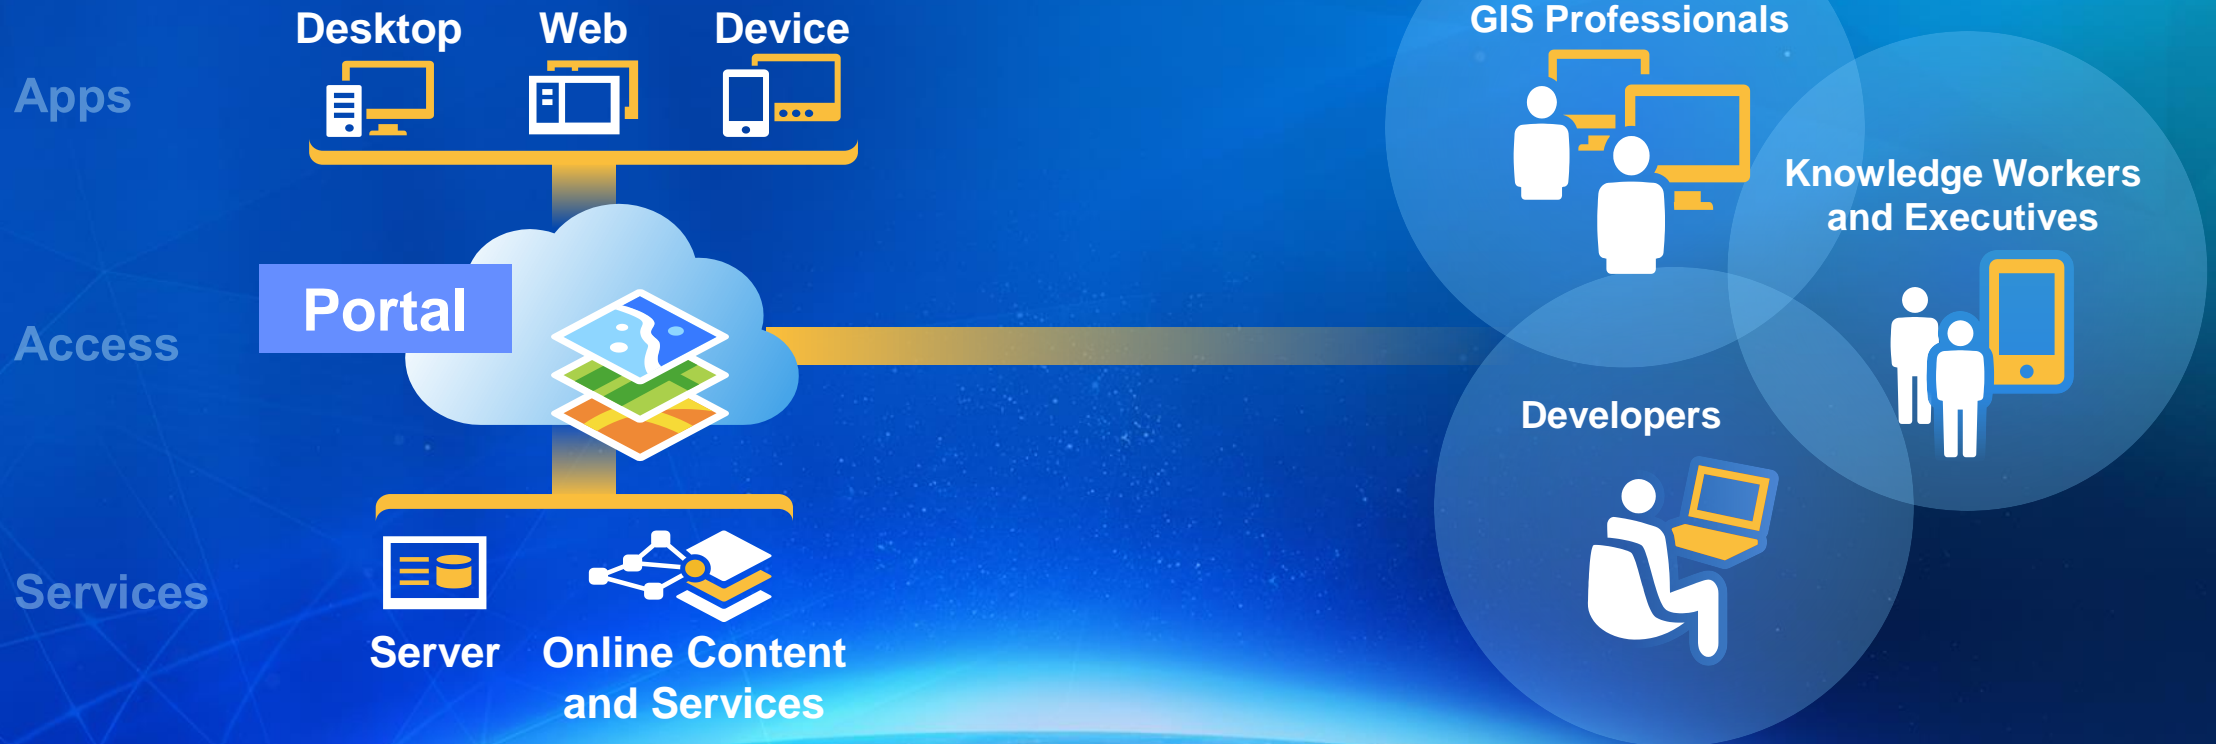 Desktop
Web
Device
GIS Professionals
Apps
Knowledge Workers
and Executives
Portal
Access
Developers
Services
Server
Online Content
and Services